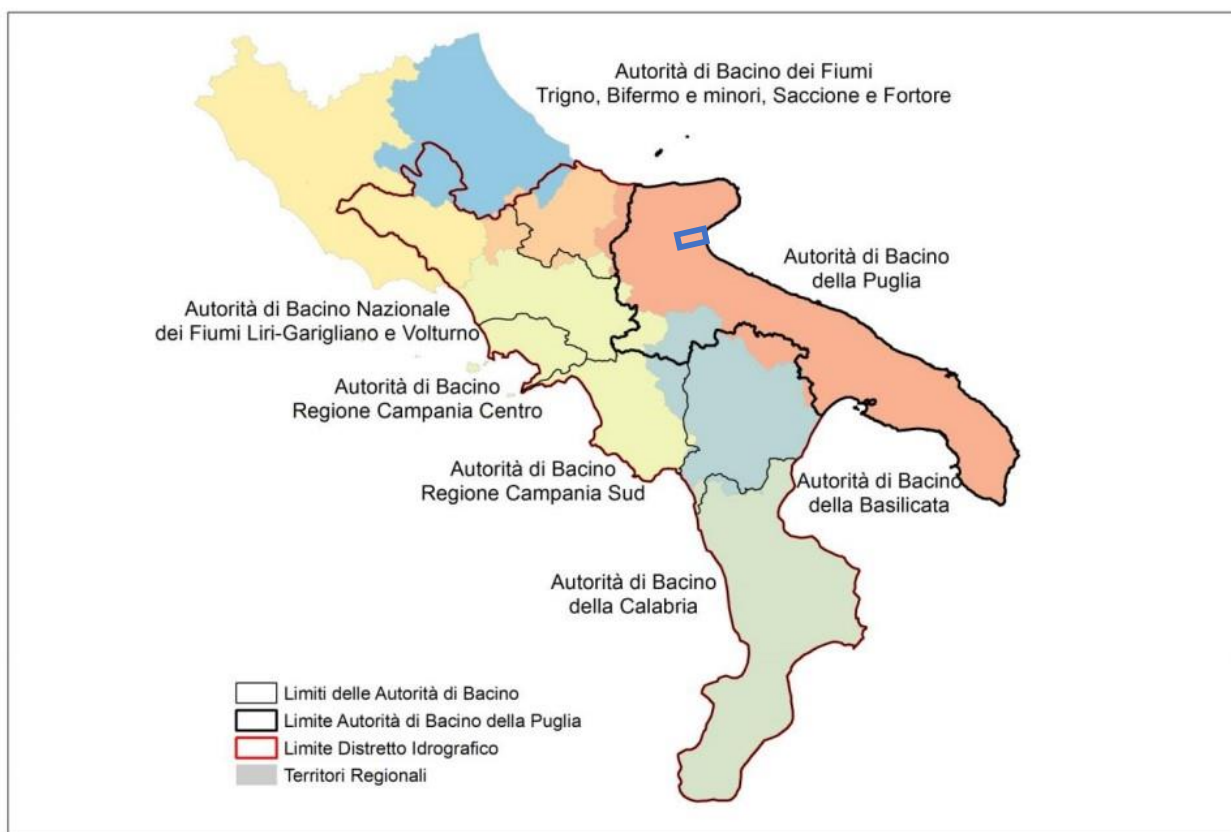 Autorità di Bacino dei Fiumi
Trigno, Bifermo e minori, Saccione e Fortore
Autorità di Bacino
della Puglia
Autorità di Bacino Nazionale
dei Fiumi Liri-Garigliano e Volturno
Autorità di Bacino
Regione Campania Centro
Autorità di Bacino
Regione Campania Sud
Autorità di Bacino
della Basilicata
Autorità di Bacino
della Calabria
Limiti delle Autorità di Bacino
Limite Autorità di Bacino della Puglia
Limite Distretto Idrografico
Territori Regionali